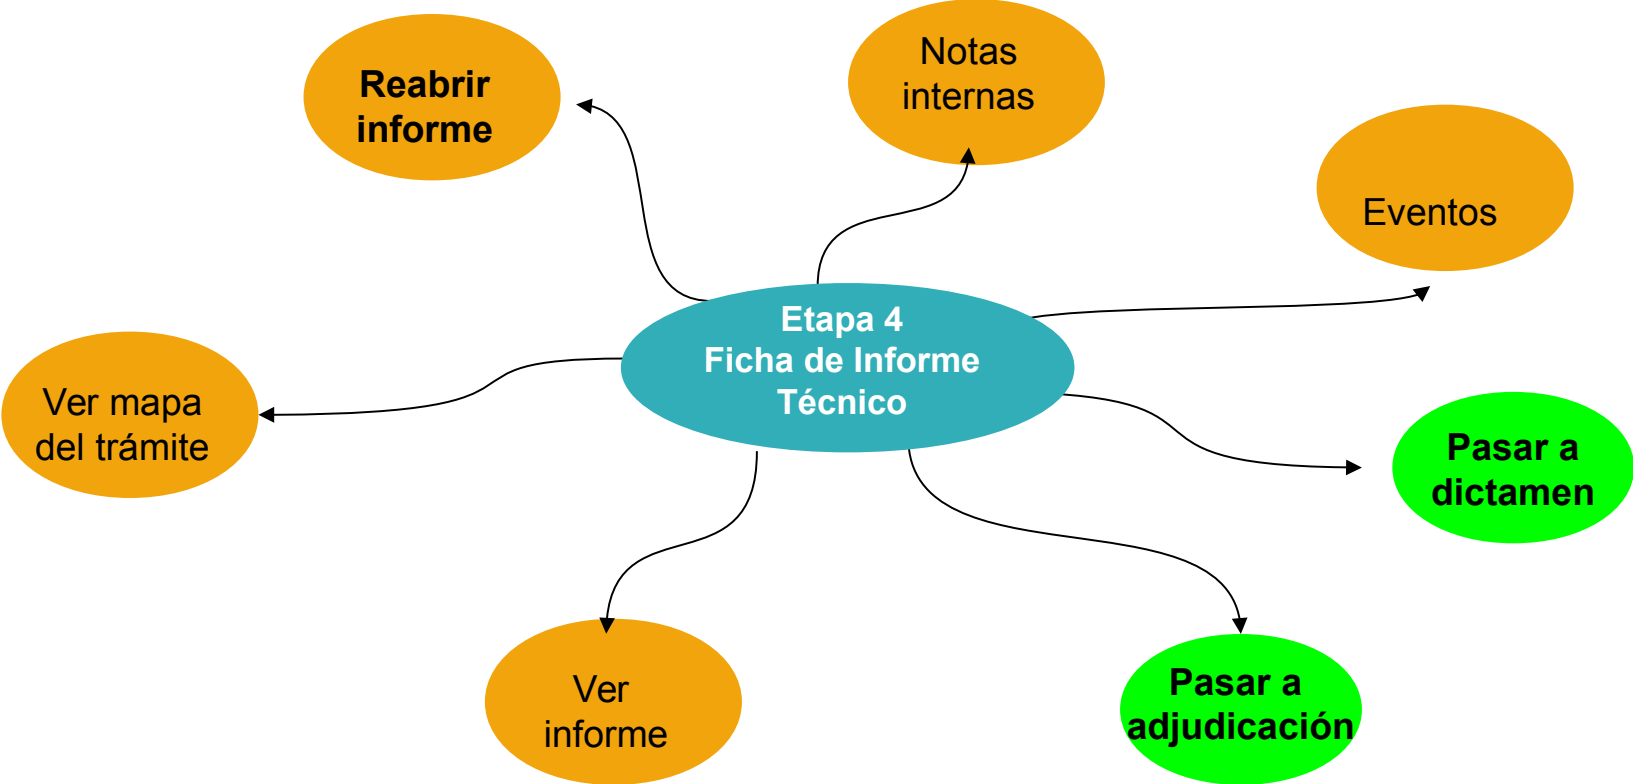 Reabrir
informe
Notas
internas
Eventos
Etapa 4
Ficha de Informe
Técnico
Ver mapa
del trámite
Pasar a
dictamen
Ver
informe
Pasar a
adjudicación